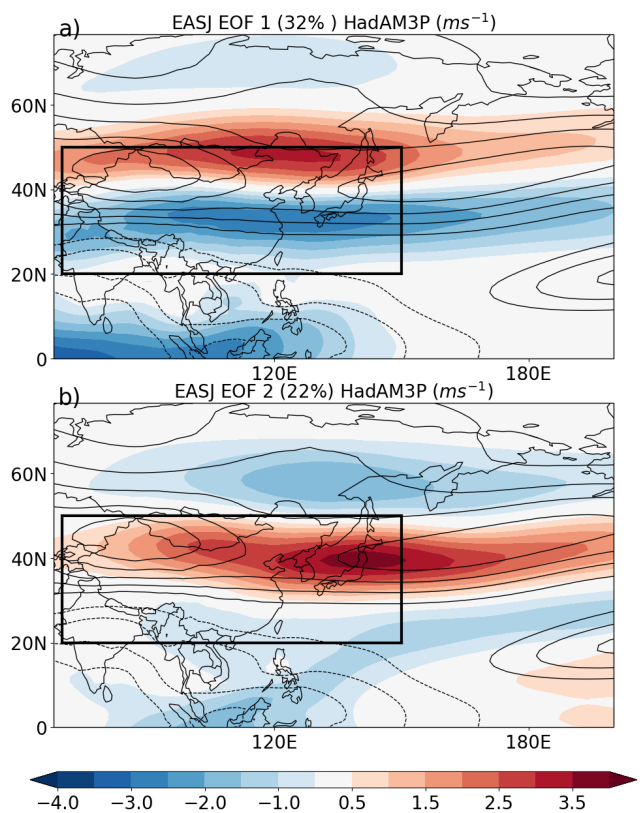 EASJ EOF 1 (32% ) HadAM3P (ms⁻¹)
a)
60N
40N
20N
0
120E
180E
EASJ EOF 2 (22%) HadAM3P (ms⁻¹)
b)
60N
40N
20N
0
120E
180E
−4.0 −3.0 −2.0 −1.0 0.5 1.5 2.5 3.5